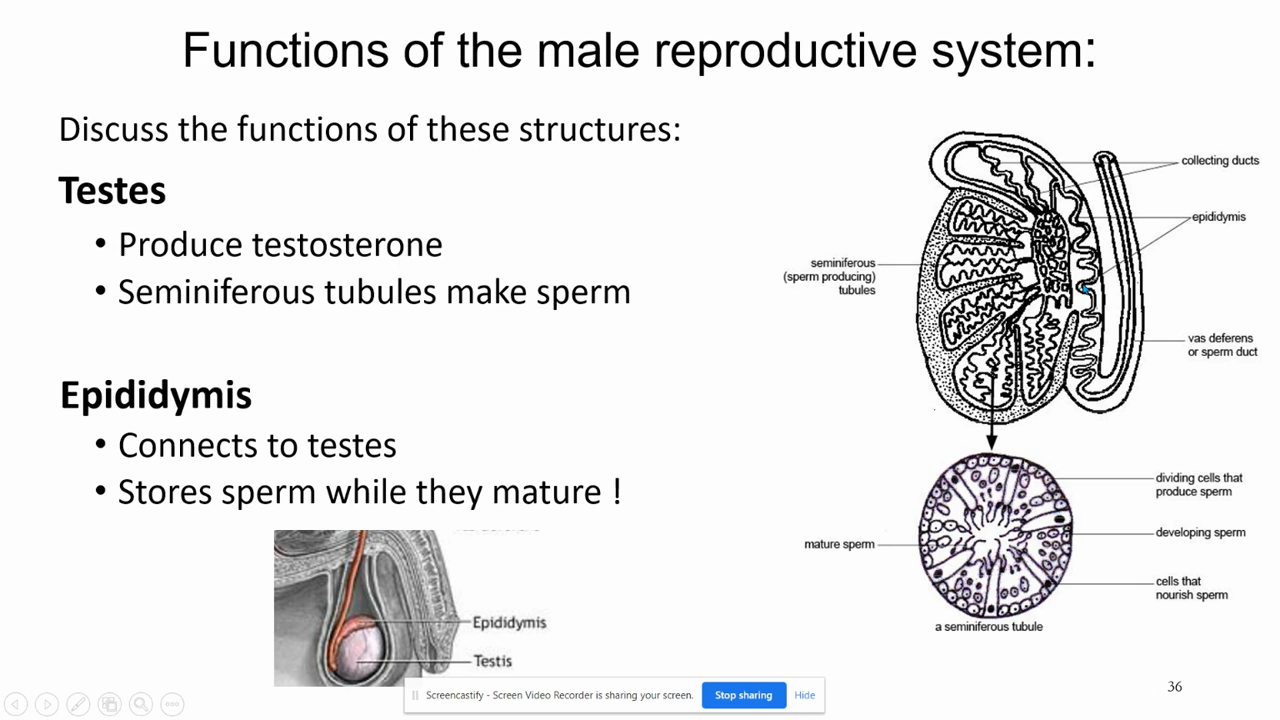 Functions of the male reproductive system:
Discuss the functions of these structures:
Testes
• Produce testosterone
• Seminiferous tubules make sperm
Epididymis
• Connects to testes
• Stores sperm while they mature !
collecting ducts
epididymis
seminiferous
(sperm producing)
tubules
vas deferens
or sperm duct
dividing cells that
produce sperm
developing sperm
mature sperm
cells that
nourish sperm
a seminiferous tubule
Epididymis
Testis
Screencastify - Screen Video Recorder is sharing your screen.
Stop sharing
Hide
36